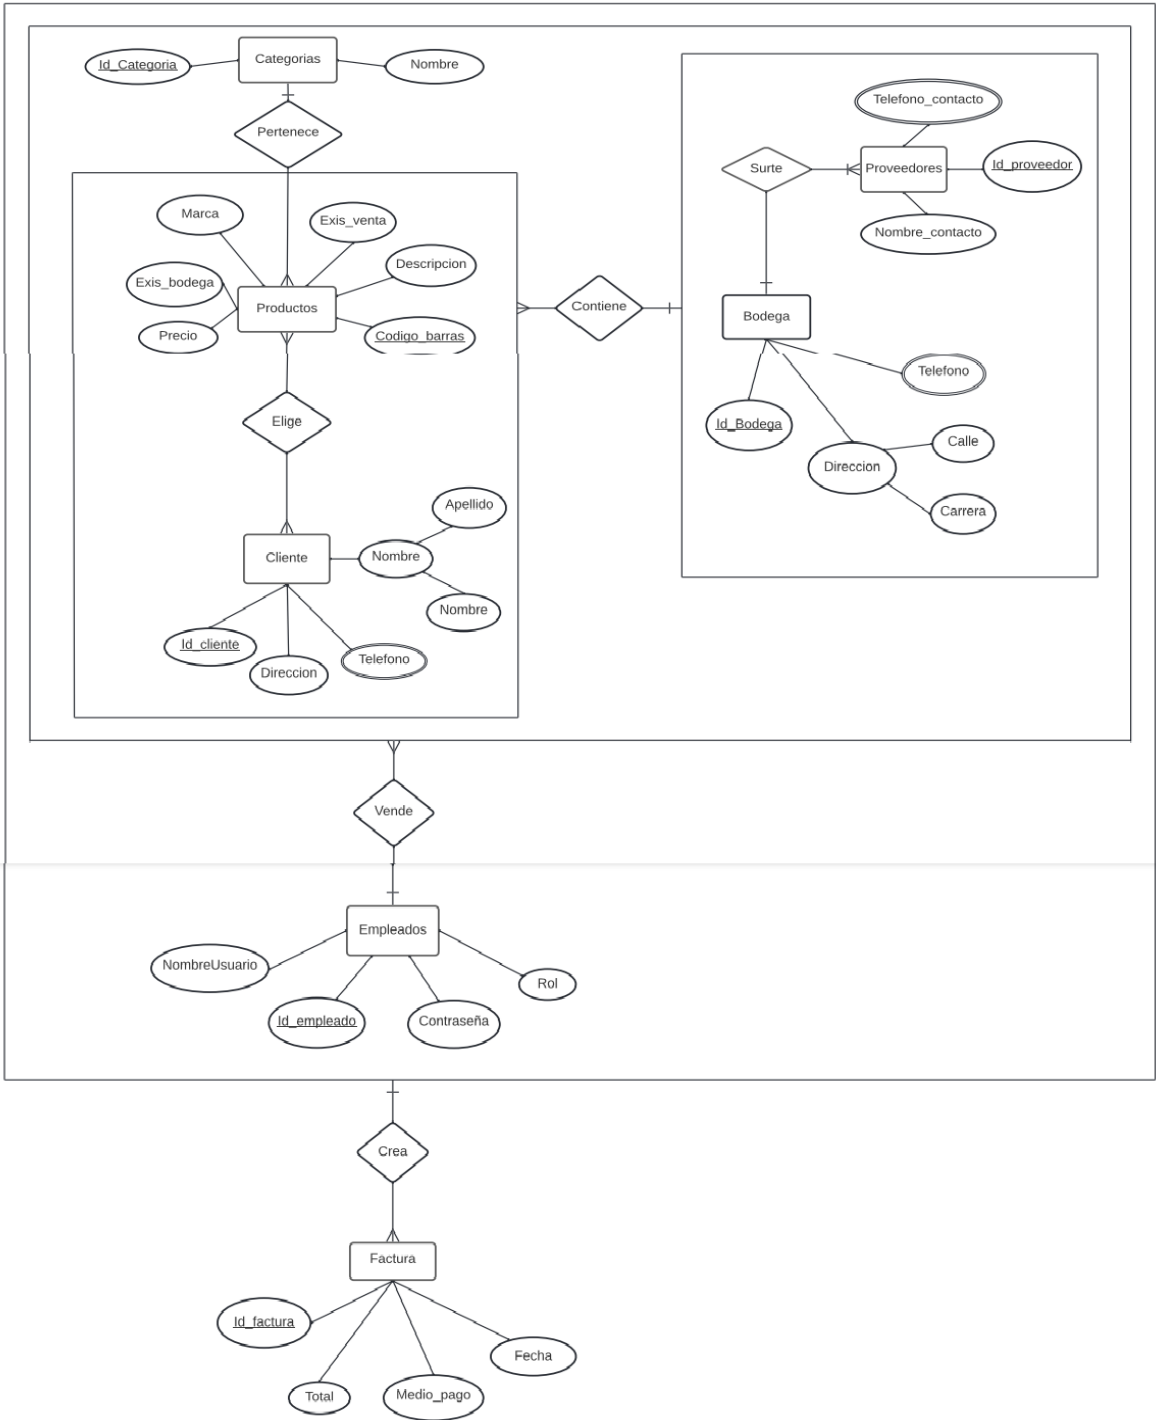 Id_Categoria
Categorias
Nombre
Pertenece
Telefono_contacto
Surte
Proveedores
Id_proveedor
Nombre_contacto
Marca
Exis_venta
Descripcion
Exis_bodega
Productos
Precio
Codigo_barras
Contiene
Bodega
Telefono
Id_Bodega
Direccion
Calle
Carrera
Elige
Apellido
Cliente
Nombre
Nombre
Id_cliente
Direccion
Telefono
Vende
Empleados
NombreUsuario
Rol
Id_empleado
Contraseña
Crea
Factura
Id_factura
Fecha
Total
Medio_pago